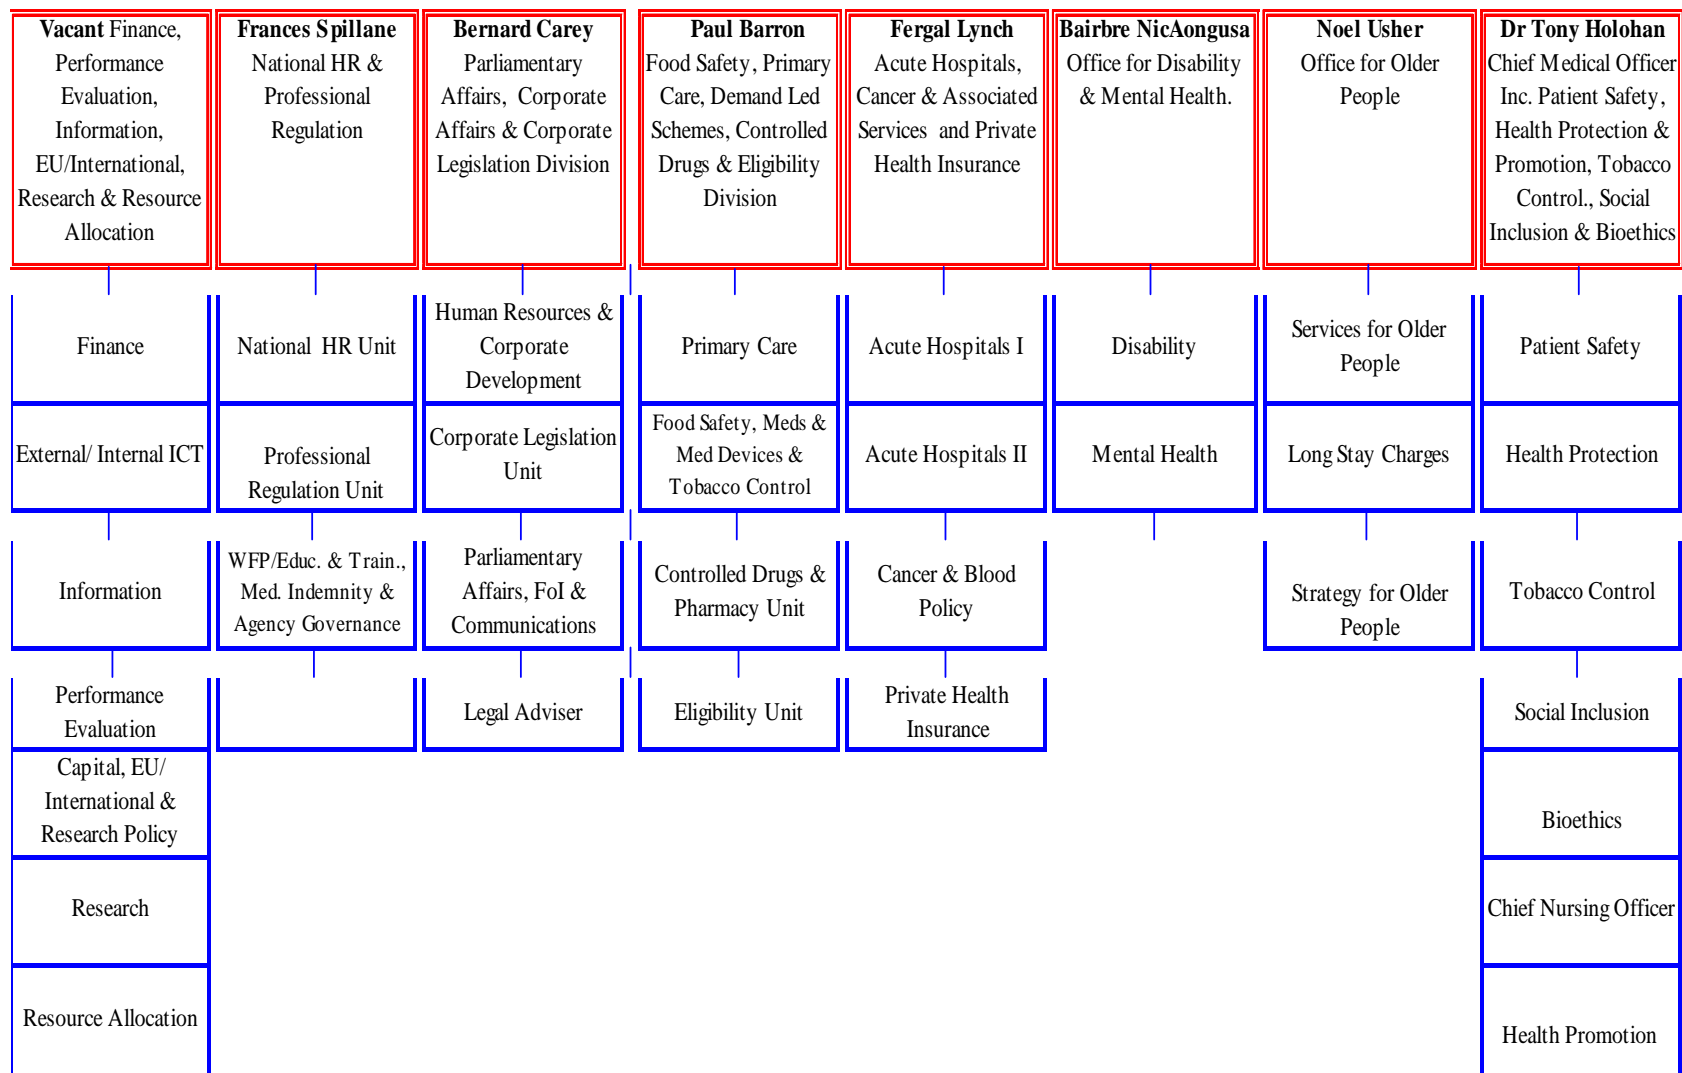 Vacant Finance,
Performance
Evaluation,
Information,
EU/International,
Research & Resource
Allocation
Frances Spillane
National HR &
Professional
Regulation
Bernard Carey
Parliamentary
Affairs, Corporate
Affairs & Corporate
Legislation Division
Paul Barron
Food Safety, Primary
Care, Demand Led
Schemes, Controlled
Drugs & Eligibility
Division
Fergal Lynch
Acute Hospitals,
Cancer & Associated
Services and Private
Health Insurance
Bairbre NicAongusa
Office for Disability
& Mental Health.
Noel Usher
Office for Older
People
Dr Tony Holohan
Chief Medical Officer
Inc. Patient Safety,
Health Protection &
Promotion, Tobacco
Control., Social
Inclusion & Bioethics
Finance
National HR Unit
Human Resources &
Corporate
Development
Primary Care
Acute Hospitals I
Disability
Services for Older
People
Patient Safety
External/ Internal ICT
Professional
Regulation Unit
Corporate Legislation
Unit
Food Safety, Meds &
Med Devices &
Tobacco Control
Acute Hospitals II
Mental Health
Long Stay Charges
Health Protection
Information
WFP/Educ. & Train.,
Med. Indemnity &
Agency Governance
Parliamentary
Affairs, FoI &
Communications
Controlled Drugs &
Pharmacy Unit
Cancer & Blood
Policy
Strategy for Older
People
Tobacco Control
Performance
Evaluation
Legal Adviser
Eligibility Unit
Private Health
Insurance
Social Inclusion
Capital, EU/
International &
Research Policy
Bioethics
Research
Chief Nursing Officer
Resource Allocation
Health Promotion